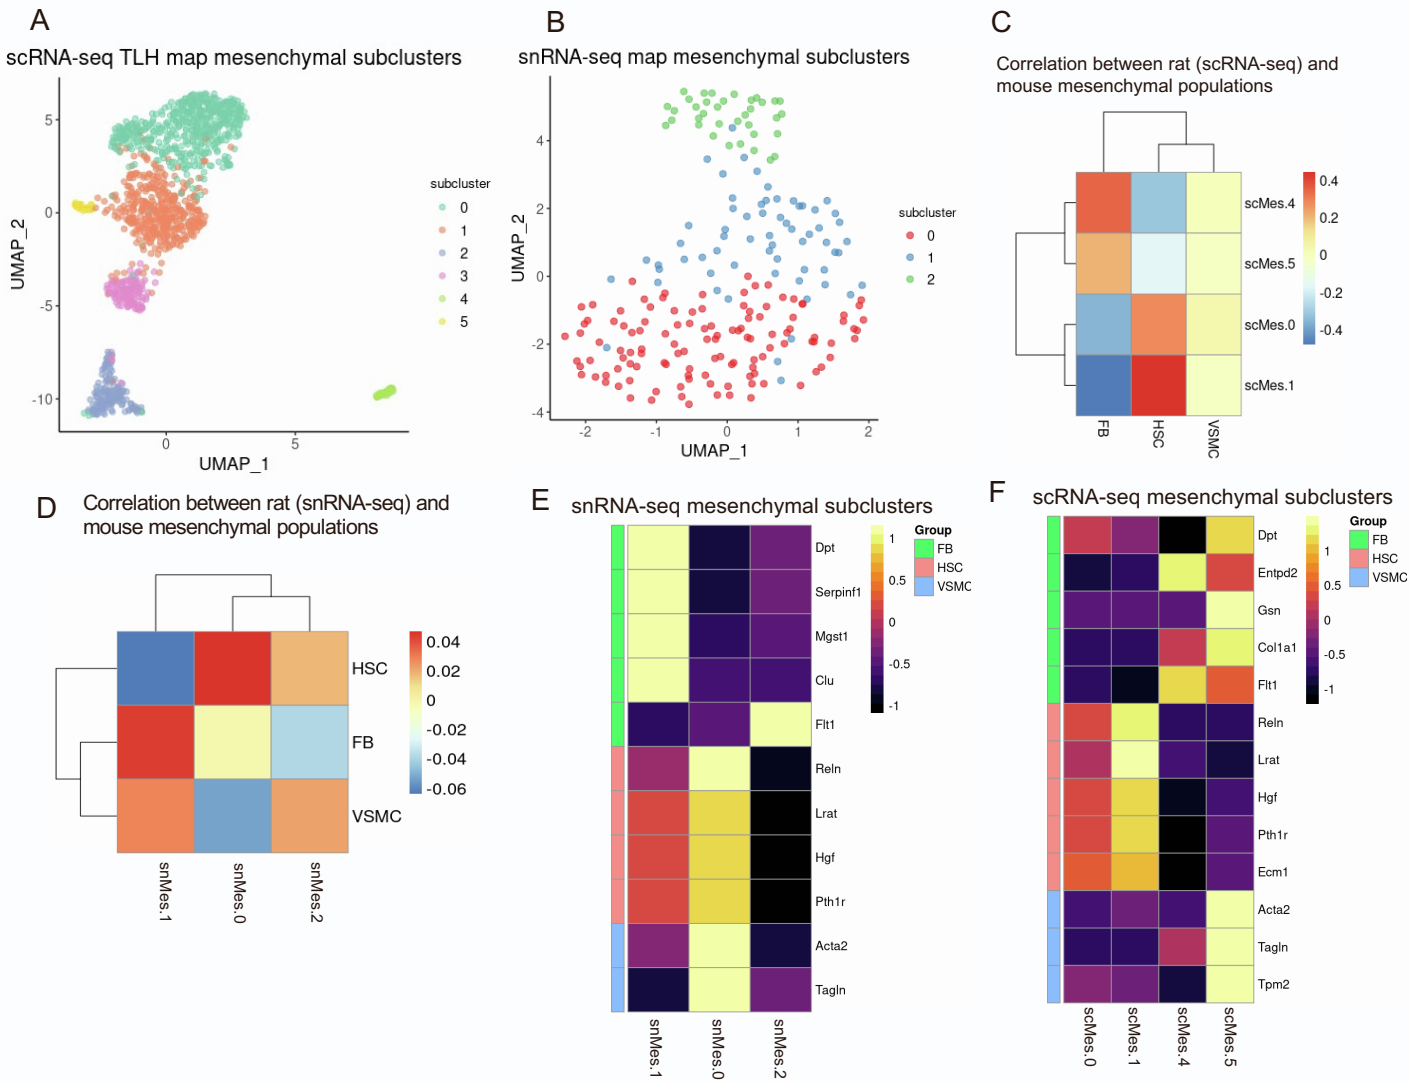 A
scRNA-seq TLH map mesenchymal subclusters
UMAP_2
5
0
-5
-10
0
5
UMAP_1
subcluster
0
1
2
3
4
5
B
snRNA-seq map mesenchymal subclusters
UMAP_2
4
2
0
-2
-4
-2
-1
0
1
2
UMAP_1
subcluster
0
1
2
C
Correlation between rat (scRNA-seq) and
mouse mesenchymal populations
scMes.4
scMes.5
scMes.0
scMes.1
FB
HSC
VSMC
0.4
0.2
0
-0.2
-0.4
D
Correlation between rat (snRNA-seq) and
mouse mesenchymal populations
HSC
FB
VSMC
snMes.1
snMes.0
snMes.2
0.04
0.02
0
-0.02
-0.04
-0.06
E
snRNA-seq mesenchymal subclusters
Dpt
Serpinf1
Mgst1
Clu
Flt1
Reln
Lrat
Hgf
Pth1r
Acta2
Tagln
snMes.1
snMes.0
snMes.2
1
0.5
0
-0.5
-1
Group
FB
HSC
VSMC
F
scRNA-seq mesenchymal subclusters
Dpt
Entpd2
Gsn
Col1a1
Flt1
Reln
Lrat
Hgf
Pth1r
Ecm1
Acta2
Tagln
Tpm2
scMes.0
scMes.1
scMes.4
scMes.5
1
0.5
0
-0.5
-1
Group
FB
HSC
VSMC